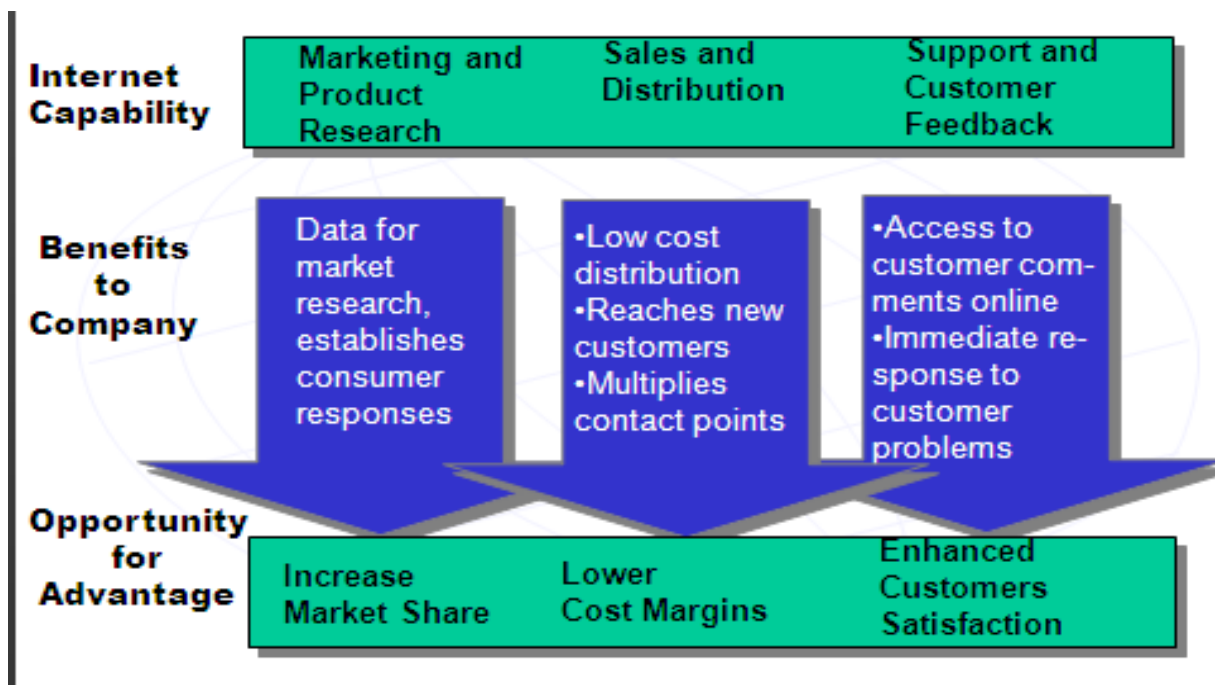 Internet
Capability
Marketing and
Product
Research
Sales and
Distribution
Support and
Customer
Feedback
Benefits
to
Company
Data for
market
research,
establishes
consumer
responses
•Low cost
distribution
•Reaches new
customers
•Multiplies
contact points
•Access to
customer com-
ments online
•Immediate re-
sponse to
customer
problems
Opportunity
for
Advantage
Increase
Market Share
Lower
Cost Margins
Enhanced
Customers
Satisfaction